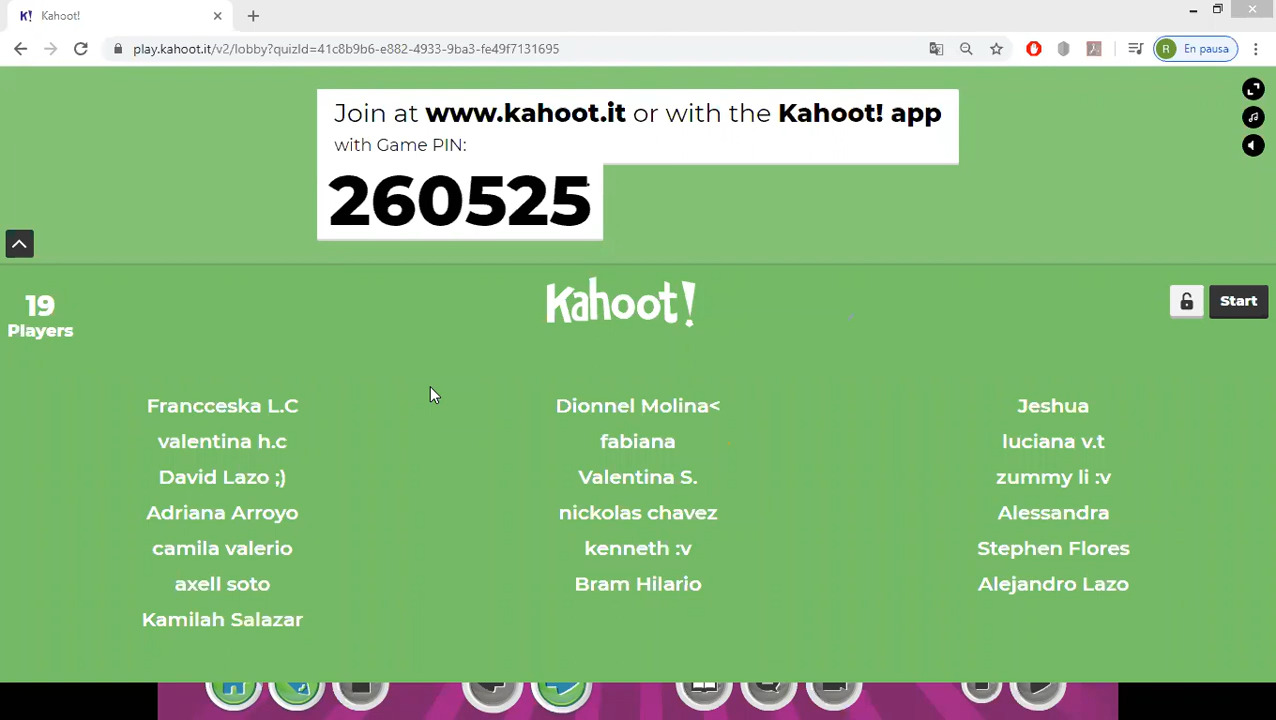 Kahoot!
play.kahoot.it/v2/lobby?quizId=41c8b9b6-e882-4933-9ba3-fe49f7131695
R En pausa
Join at www.kahoot.it or with the Kahoot! app
with Game PIN:
260525
19
Players
Kahoot!
Start
Francceska L.C
Dionnel Molina<
Jeshua
valentina h.c
fabiana
luciana v.t
David Lazo ;)
Valentina S.
zummy li :v
Adriana Arroyo
nickolas chavez
Alessandra
camila valerio
kenneth :v
Stephen Flores
axell soto
Bram Hilario
Alejandro Lazo
Kamilah Salazar